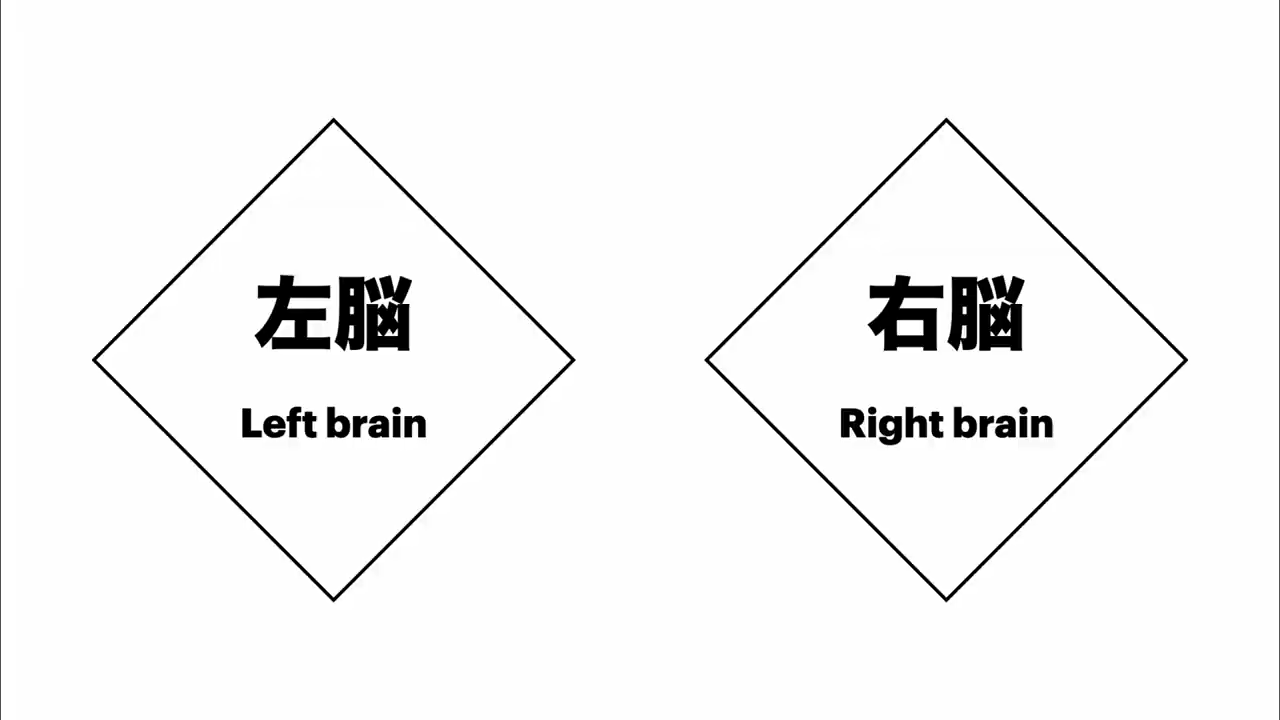 左脳
Left brain
右脳
Right brain